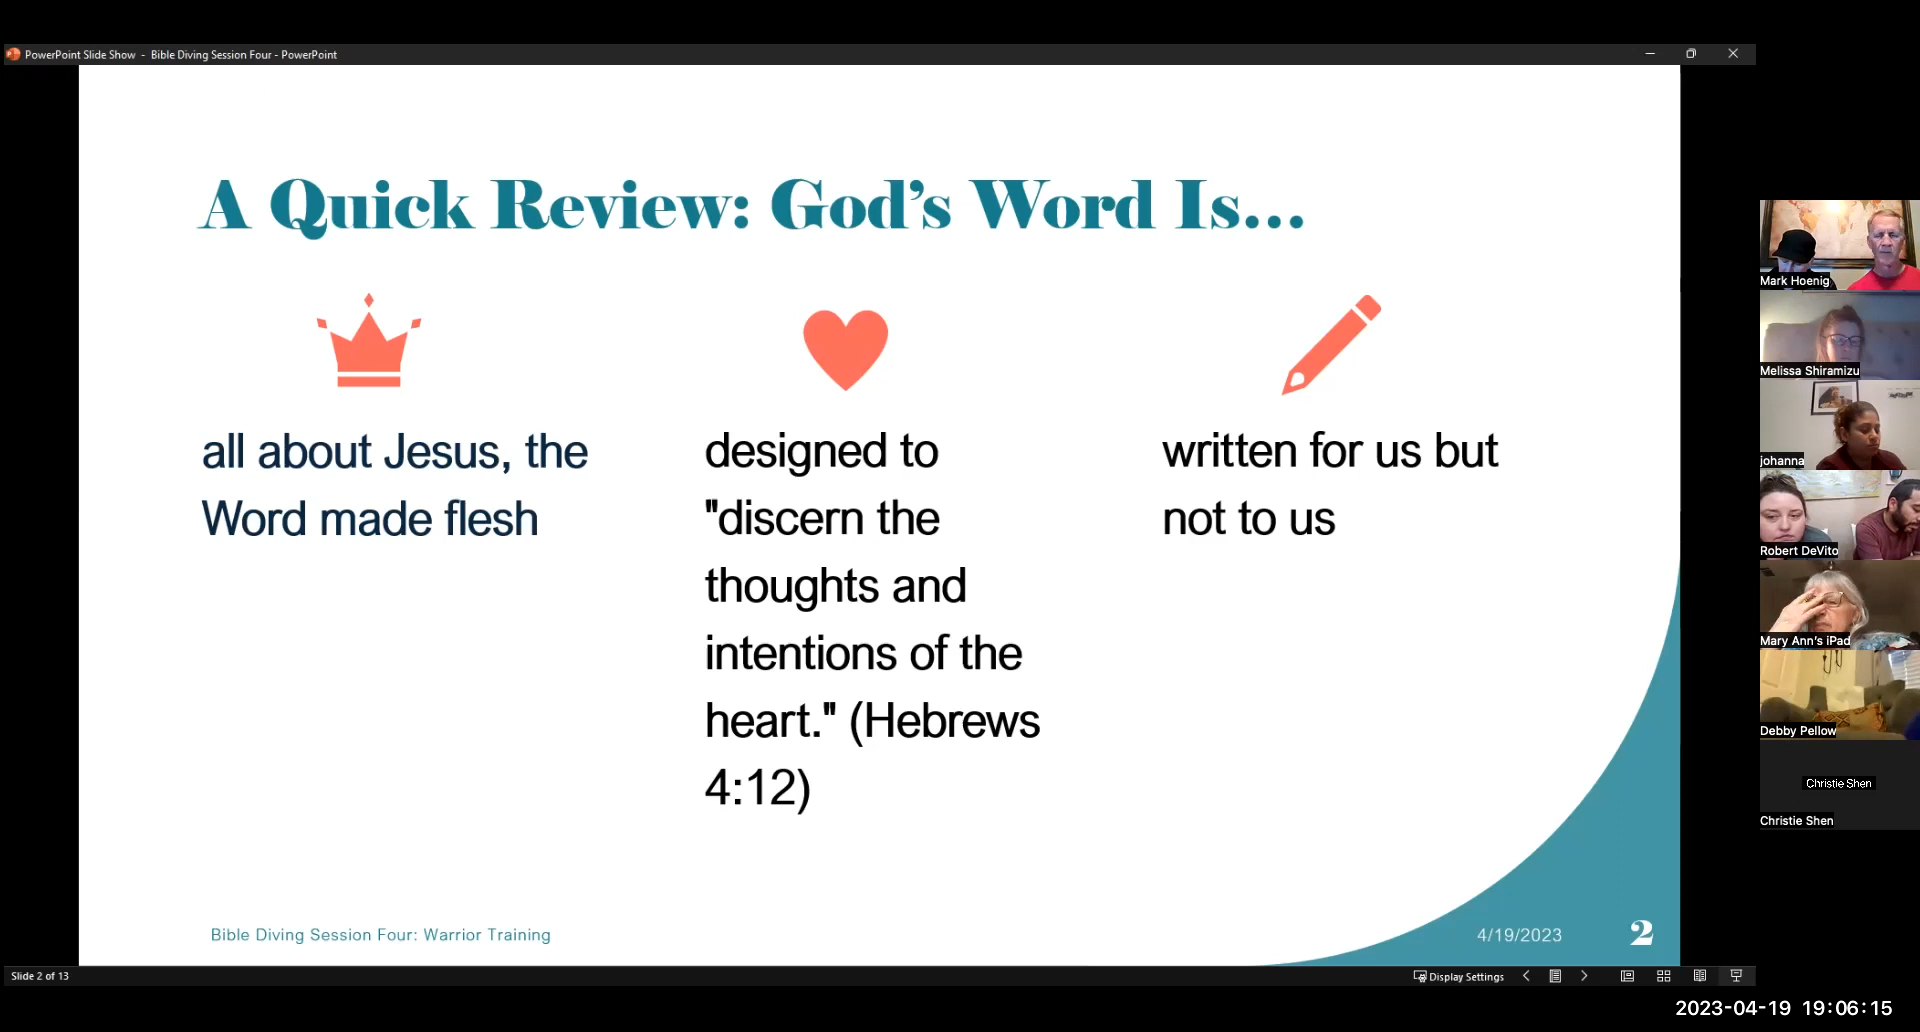 PowerPoint Slide Show - Bible Diving Session Four - PowerPoint
A Quick Review: God's Word Is...
all about Jesus, the
Word made flesh
designed to
"discern the
thoughts and
intentions of the
heart." (Hebrews
4:12)
written for us but
not to us
Bible Diving Session Four: Warrior Training
4/19/2023
2
Slide 2 of 13
Display Settings
Mark Hoenig
Melissa Shiramizu
johanna
Robert DeVito
Mary Ann's iPad
Debby Pellow
Christie Shen
Christie Shen
2023-04-19 19:06:15